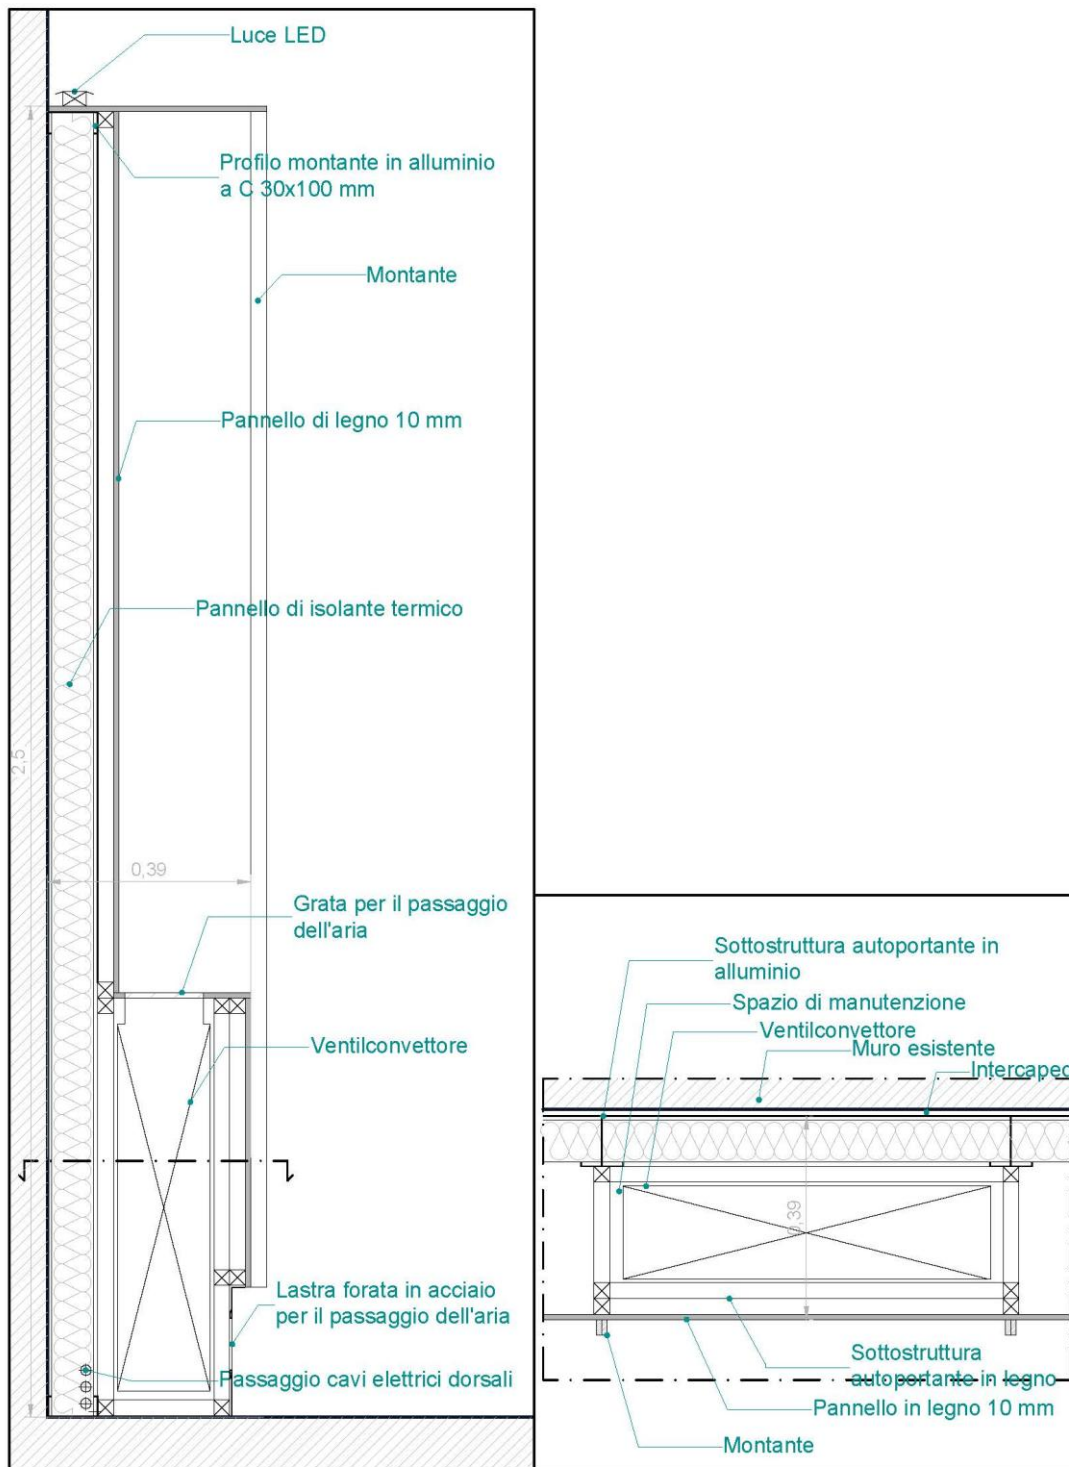 Luce LED
Profilo montante in alluminio
a C 30x100 mm
Montante
Pannello di legno 10 mm
Pannello di isolante termico
2,5
0,39
Grata per il passaggio
dell'aria
Ventilconvettore
Lastra forata in acciaio
per il passaggio dell'aria
Passaggio cavi elettrici dorsali
Sottostruttura autoportante in
alluminio
Spazio di manutenzione
Ventilconvettore
Muro esistente
Intercaped
0,39
Sottostruttura
autoportante in legno
Pannello in legno 10 mm
Montante